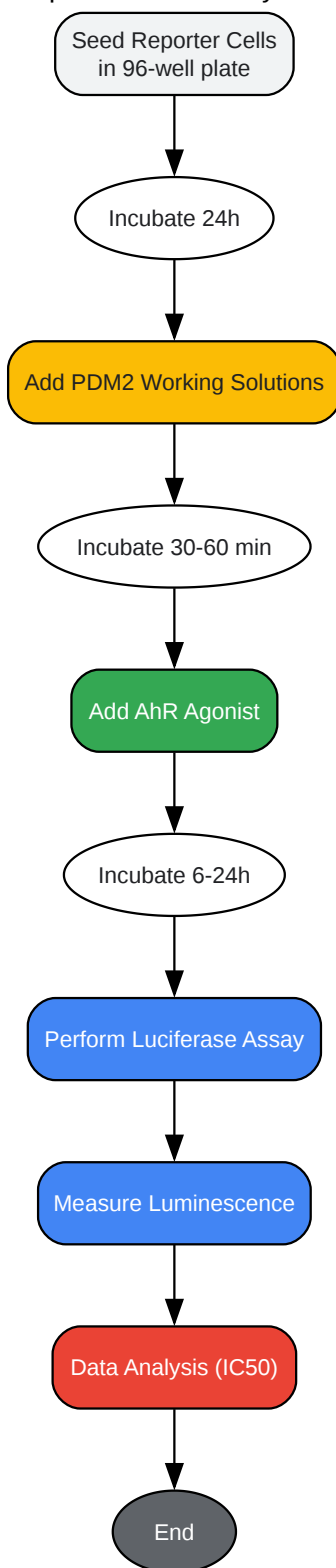 Seed Reporter Cells
in 96-well plate
Incubate 24h
Add PDM2 Working Solutions
Incubate 30-60 min
Add AhR Agonist
Incubate 6-24h
Perform Luciferase Assay
Measure Luminescence
Data Analysis (IC50)
End